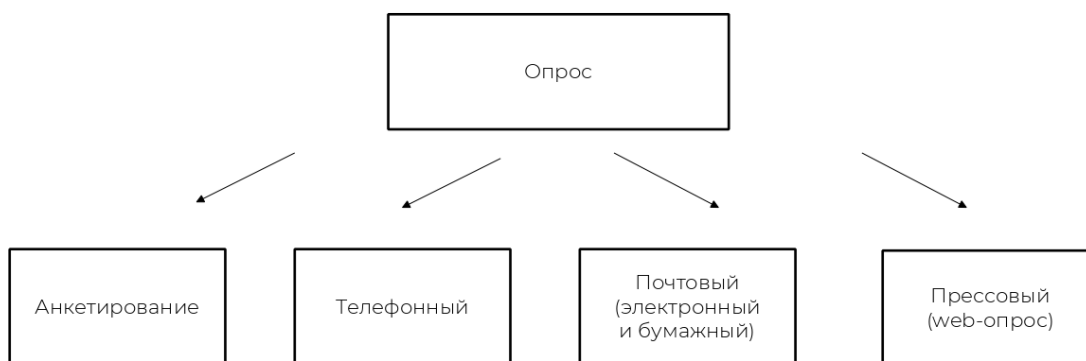 Опрос
Анкетирование
Телефонный
Почтовый
(электронный
и бумажный)
Прессовый
(web-опрос)